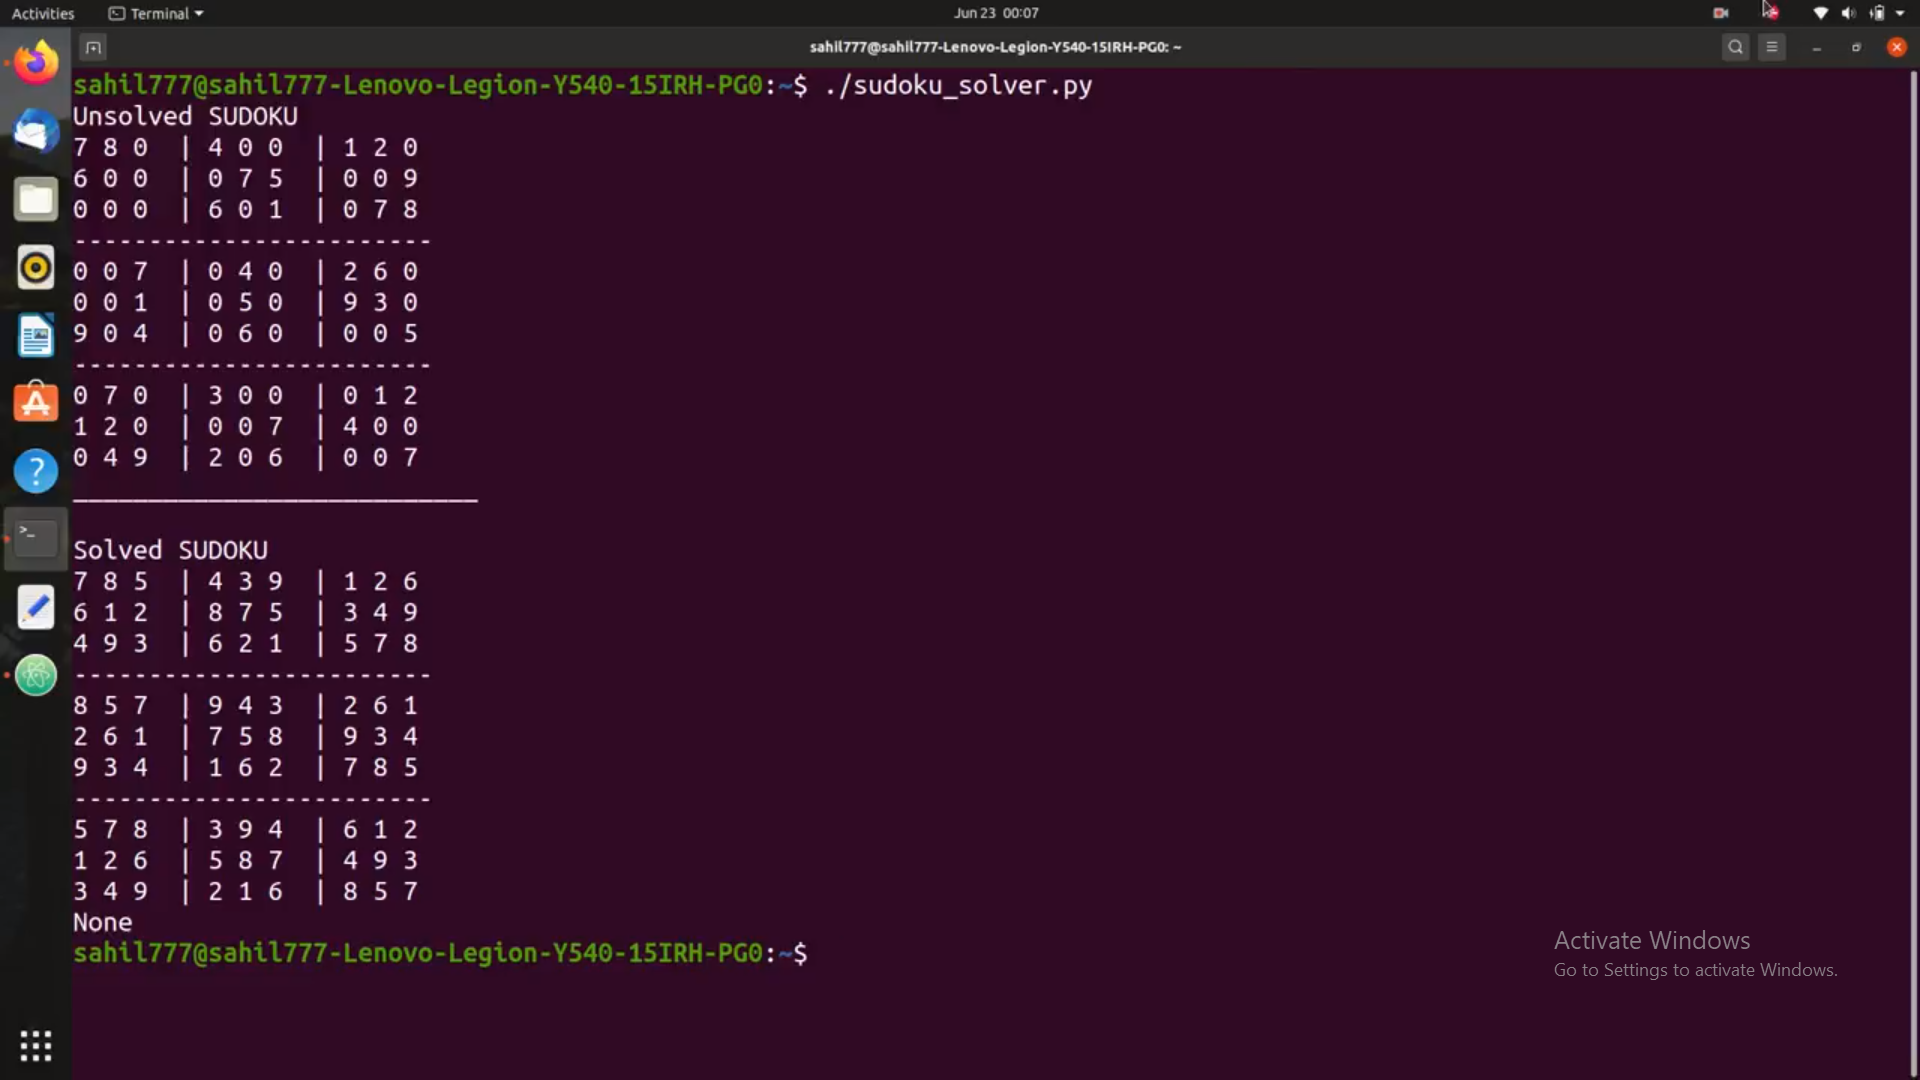 Activities
Terminal
Jun 23 00:07
sahil777@sahil777-Lenovo-Legion-Y540-15IRH-PG0: ~
sahil777@sahil777-Lenovo-Legion-Y540-15IRH-PG0:~$ ./sudoku_solver.py
Unsolved SUDOKU
7 8 0  | 4 0 0  | 1 2 0
6 0 0  | 0 7 5  | 0 0 9
0 0 0  | 6 0 1  | 0 7 8
- - - - - - - - - - - - - - - - - - - - - - - -
0 0 7  | 0 4 0  | 2 6 0
0 0 1  | 0 5 0  | 9 3 0
9 0 4  | 0 6 0  | 0 0 5
- - - - - - - - - - - - - - - - - - - - - - - -
0 7 0  | 3 0 0  | 0 1 2
1 2 0  | 0 0 7  | 4 0 0
0 4 9  | 2 0 6  | 0 0 7
___________________________
Solved SUDOKU
7 8 5  | 4 3 9  | 1 2 6
6 1 2  | 8 7 5  | 3 4 9
4 9 3  | 6 2 1  | 5 7 8
- - - - - - - - - - - - - - - - - - - - - - - -
8 5 7  | 9 4 3  | 2 6 1
2 6 1  | 7 5 8  | 9 3 4
9 3 4  | 1 6 2  | 7 8 5
- - - - - - - - - - - - - - - - - - - - - - - -
5 7 8  | 3 9 4  | 6 1 2
1 2 6  | 5 8 7  | 4 9 3
3 4 9  | 2 1 6  | 8 5 7
None
sahil777@sahil777-Lenovo-Legion-Y540-15IRH-PG0:~$
Activate Windows
Go to Settings to activate Windows.